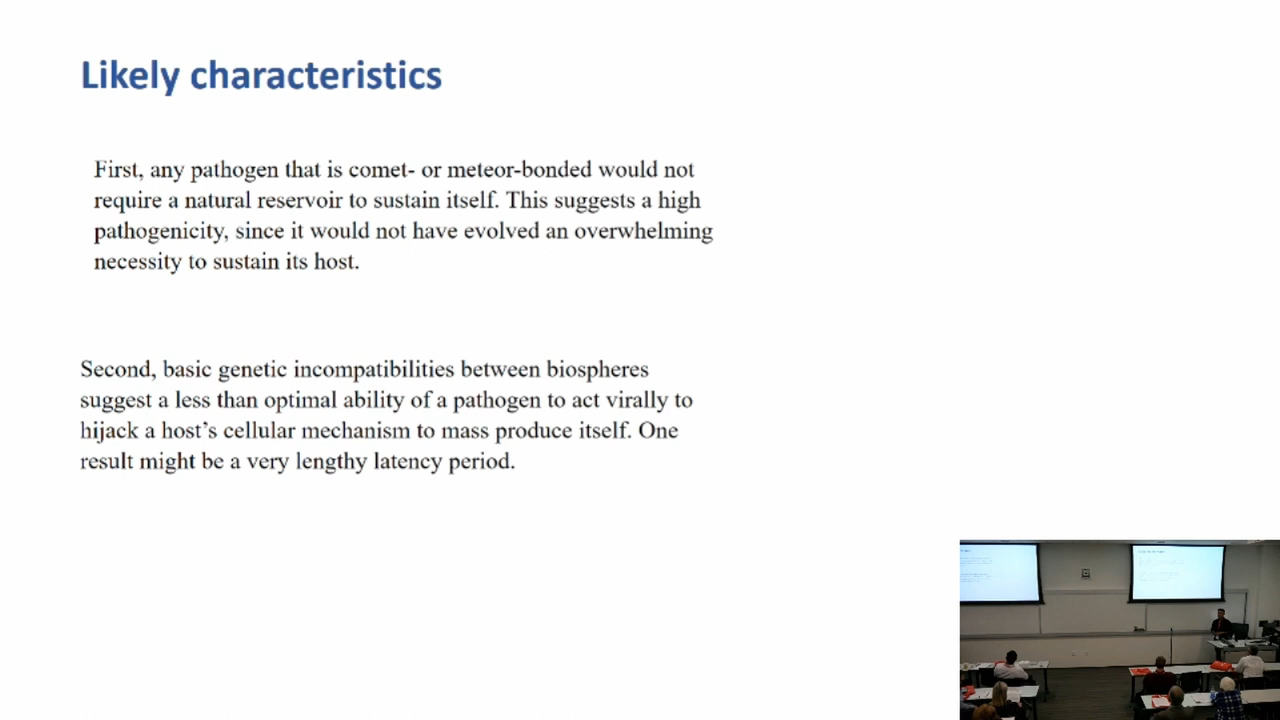 Likely characteristics
First, any pathogen that is comet- or meteor-bonded would not
require a natural reservoir to sustain itself. This suggests a high
pathogenicity, since it would not have evolved an overwhelming
necessity to sustain its host.
Second, basic genetic incompatibilities between biospheres
suggest a less than optimal ability of a pathogen to act virally to
hijack a host’s cellular mechanism to mass produce itself. One
result might be a very lengthy latency period.